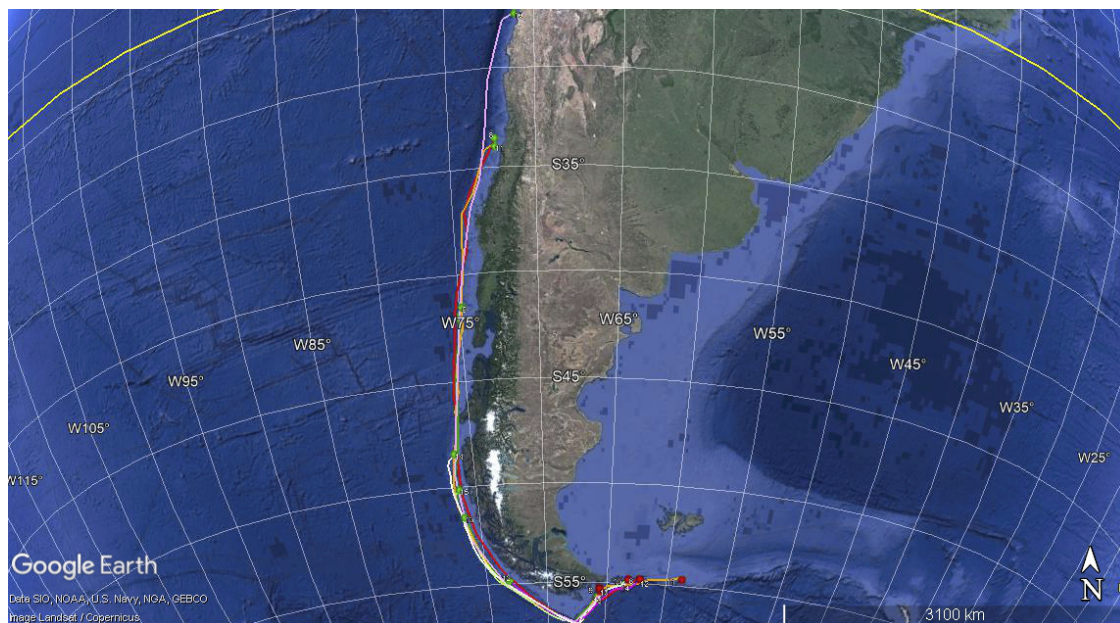 S35°
W75°
W65°
W55°
W85°
W45°
S45°
W95°
W35°
W105°
W25°
W115°
Google Earth
S55°
N
Data SIO, NOAA, U.S. Navy, NGA, GEBCO
Image Landsat / Copernicus
3100 km